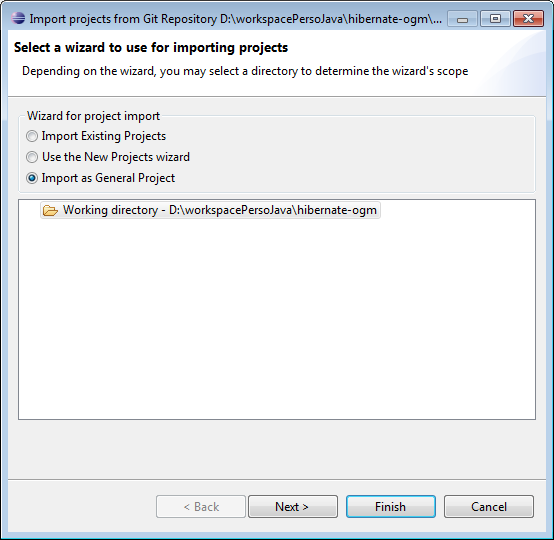 Import projects from Git Repository D:\workspacePersoJava\hibernate-ogm\...
Select a wizard to use for importing projects
Depending on the wizard, you may select a directory to determine the wizard's scope
Wizard for project import
Import Existing Projects
Use the New Projects wizard
Import as General Project
Working directory - D:\workspacePersoJava\hibernate-ogm
< Back
Next >
Finish
Cancel